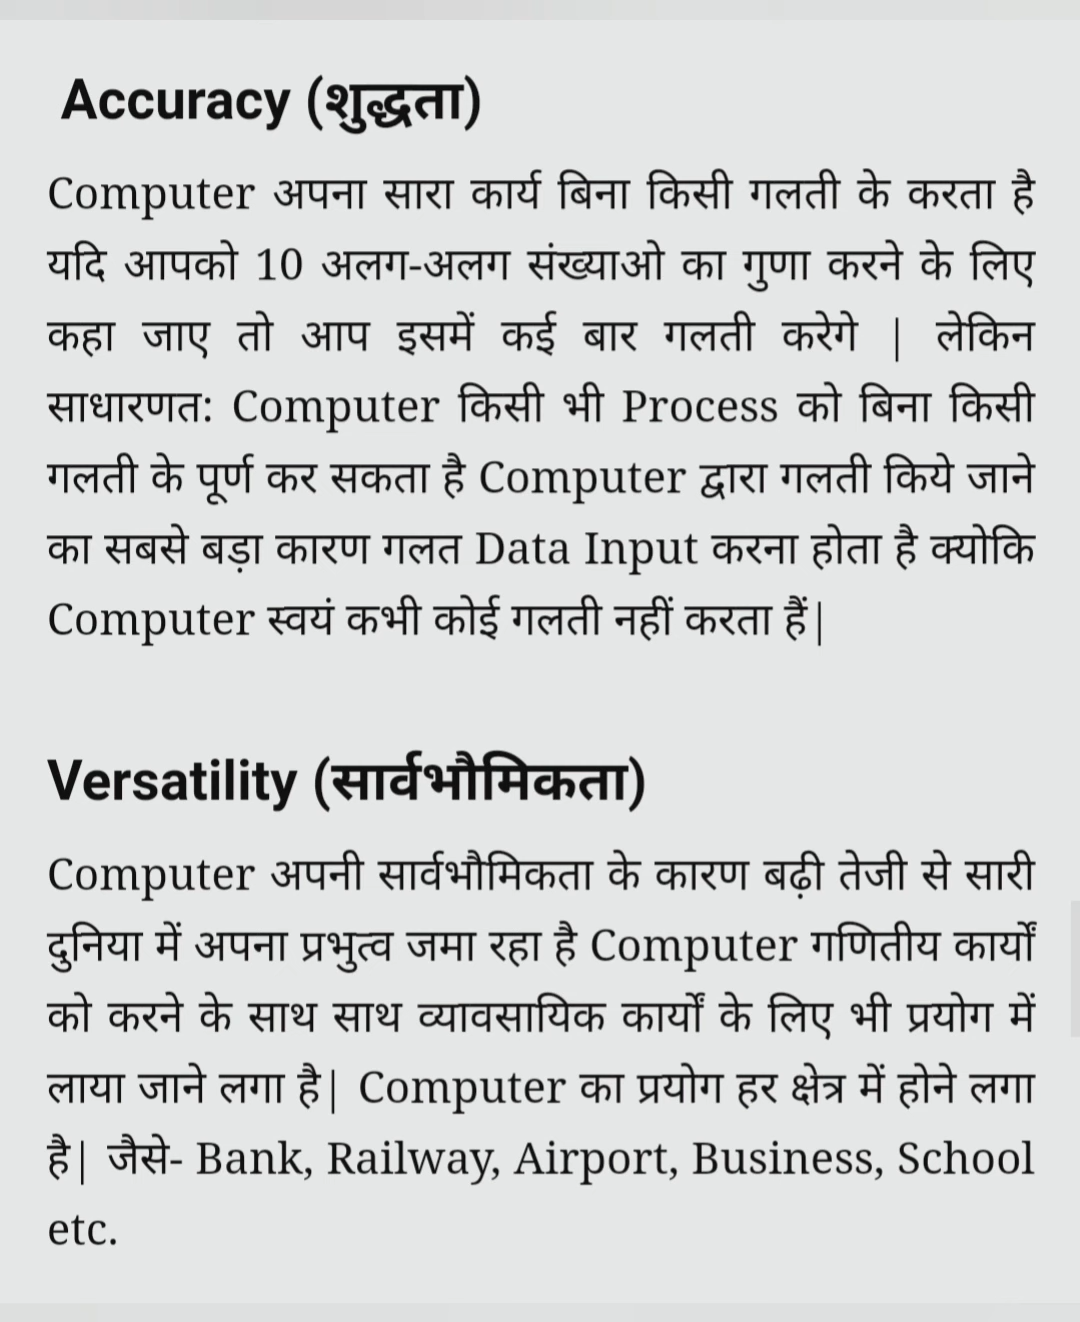 Accuracy (शुद्धता)
Computer अपना सारा कार्य बिना किसी गलती के करता है
यदि आपको 10 अलग-अलग संख्याओ का गुणा करने के लिए
कहा जाए तो आप इसमें कई बार गलती करेगे | लेकिन
साधारणत: Computer किसी भी Process को बिना किसी
गलती के पूर्ण कर सकता है Computer द्वारा गलती किये जाने
का सबसे बड़ा कारण गलत Data Input करना होता है क्योकि
Computer स्वयं कभी कोई गलती नहीं करता हैं|
Versatility (सार्वभौमिकता)
Computer अपनी सार्वभौमिकता के कारण बढ़ी तेजी से सारी
दुनिया में अपना प्रभुत्व जमा रहा है Computer गणितीय कार्यों
को करने के साथ साथ व्यावसायिक कार्यों के लिए भी प्रयोग में
लाया जाने लगा है| Computer का प्रयोग हर क्षेत्र में होने लगा
है| जैसे- Bank, Railway, Airport, Business, School
etc.